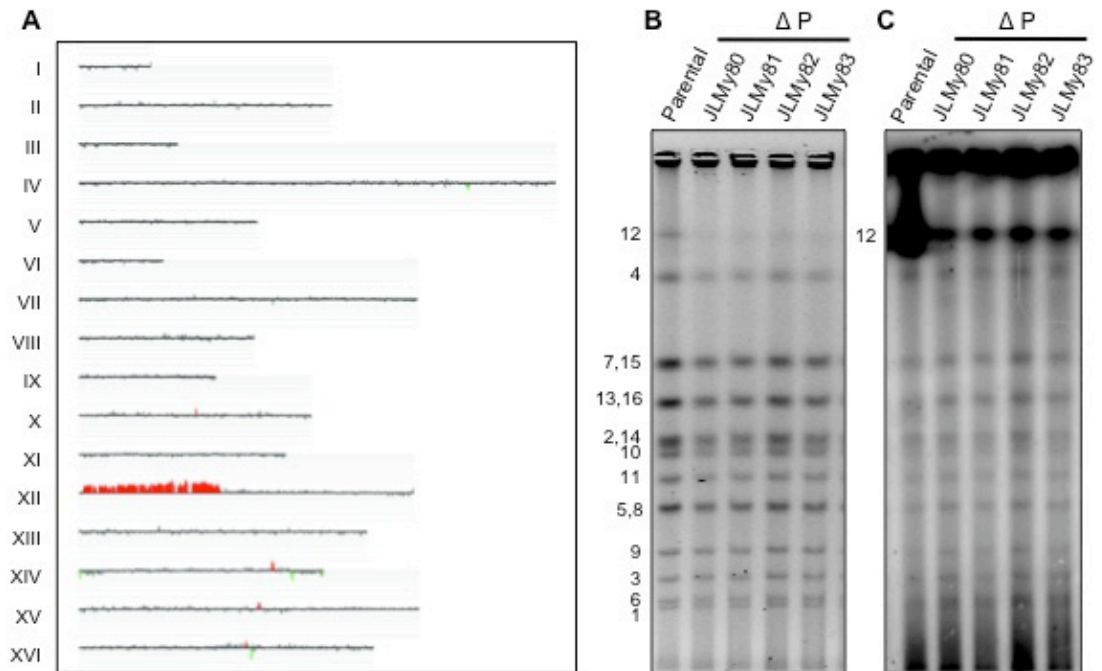 A
I
II
III
IV
V
VI
VII
VIII
IX
X
XI
XII
XIII
XIV
XV
XVI
B
Δ P
Parental
JLMy80
JLMy81
JLMy82
JLMy83
12
4
7,15
13,16
2,14
10
11
5,8
9
3
6
1
C
Δ P
Parental
JLMy80
JLMy81
JLMy82
JLMy83
12